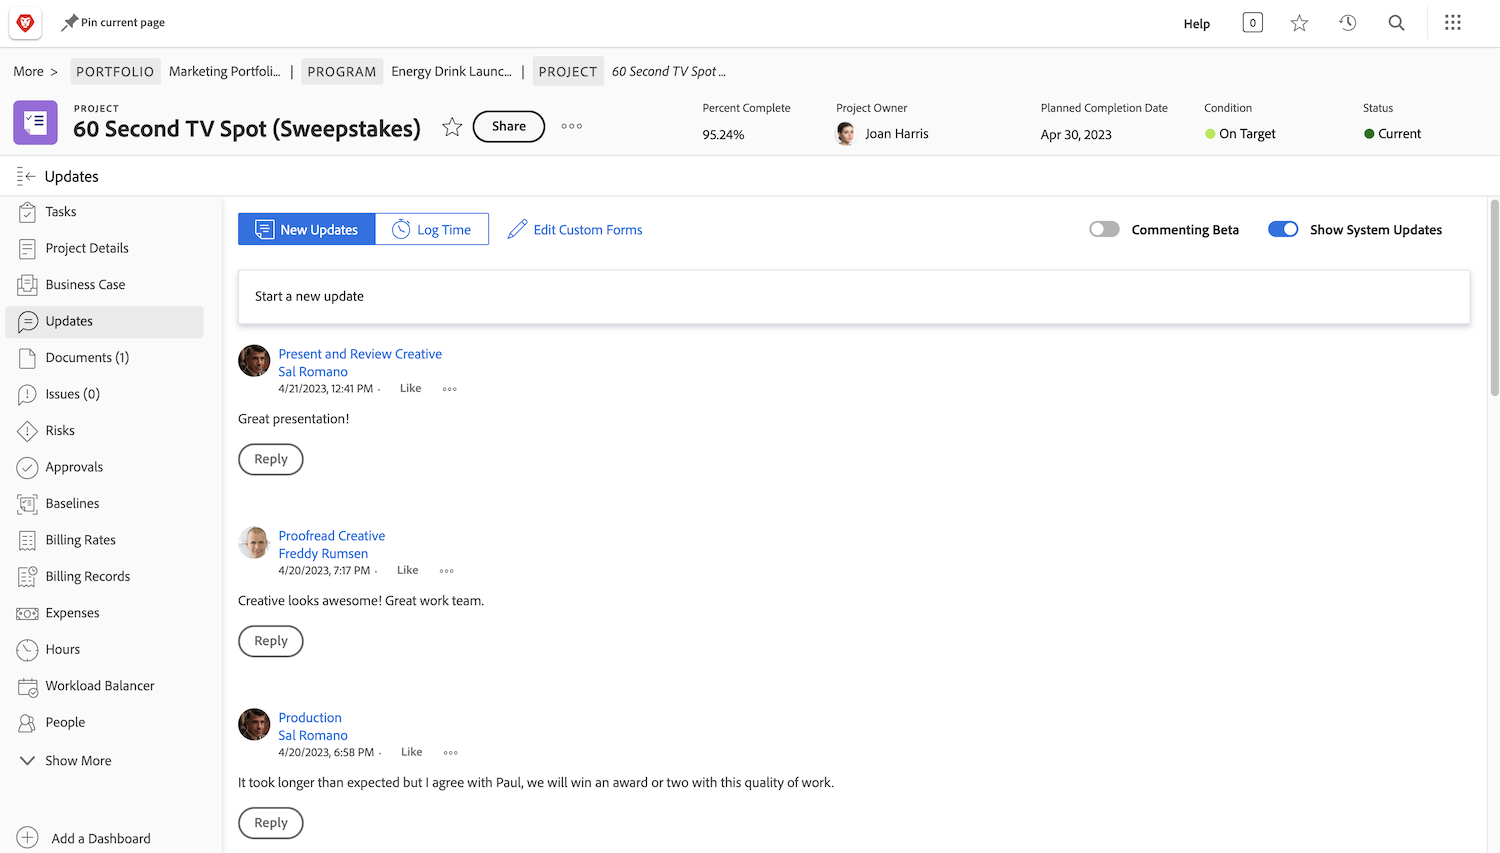 Pin current page
Help
0
More >
PORTFOLIO Marketing Portfoli... | PROGRAM Energy Drink Launc... | PROJECT 60 Second TV Spot ...
PROJECT
60 Second TV Spot (Sweepstakes)
Share
Percent Complete
95.24%
Project Owner
Joan Harris
Planned Completion Date
Apr 30, 2023
Condition
On Target
Status
Current
Updates
Tasks
Project Details
Business Case
Updates
Documents (1)
Issues (0)
Risks
Approvals
Baselines
Billing Rates
Billing Records
Expenses
Hours
Workload Balancer
People
Show More
Add a Dashboard
New Updates
Log Time
Edit Custom Forms
Commenting Beta
Show System Updates
Start a new update
Present and Review Creative
Sal Romano
4/21/2023, 12:41 PM · Like
Great presentation!
Reply
Proofread Creative
Freddy Rumsen
4/20/2023, 7:17 PM · Like
Creative looks awesome! Great work team.
Reply
Production
Sal Romano
4/20/2023, 6:58 PM · Like
It took longer than expected but I agree with Paul, we will win an award or two with this quality of work.
Reply